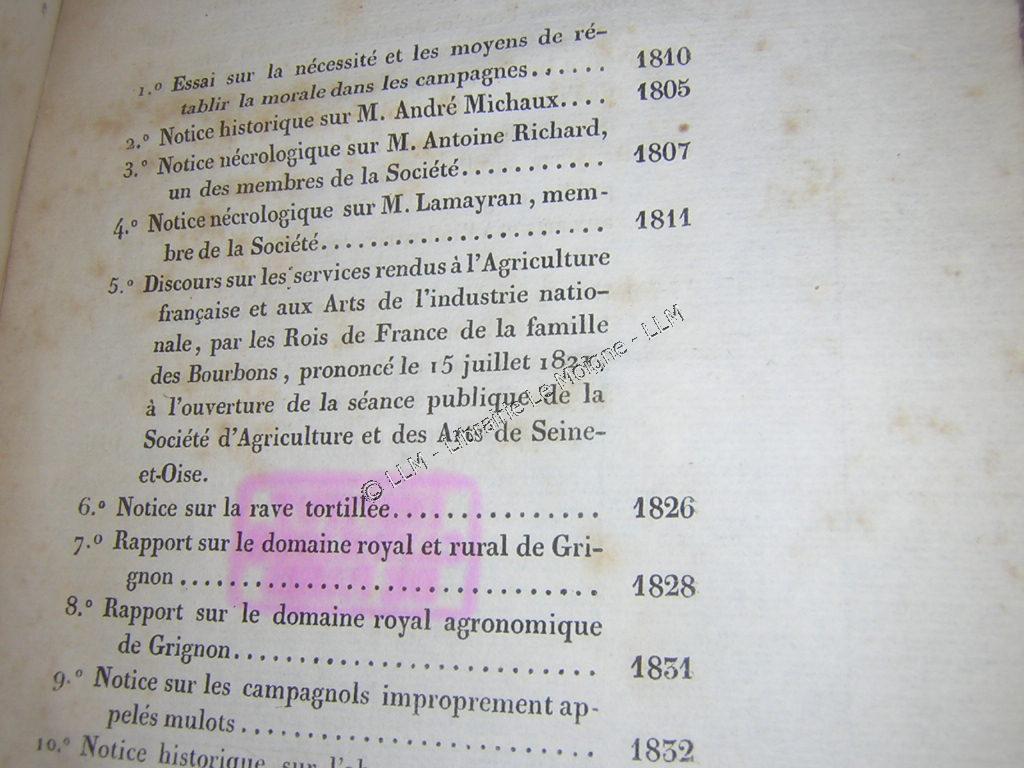 1.º Essai sur la nécessité et les moyens de ré-
tablir la morale dans les campagnes...... 1810
2.º Notice historique sur M. André Michaux.... 1805
3.º Notice nécrologique sur M. Antoine Richard,
un des membres de la Société........... 1807
4.º Notice nécrologique sur M. Lamayran, mem-
bre de la Société...................... 1811
5.º Discours sur les services rendus à l'Agriculture
française et aux Arts de l'industrie natio-
nale, par les Rois de France de la famille
des Bourbons, prononcé le 15 juillet
à l'ouverture de la séance publique de la
Société d'Agriculture et des Arts de Seine-
et-Oise.
6.º Notice sur la rave tortillée............... 1826
7.º Rapport sur le domaine royal et rural de Gri-
gnon ................................. 1828
8.º Rapport sur le domaine royal agronomique
de Grignon.......................... 1831
9.º Notice sur les campagnols improprement ap-
pelés mulots.......................... 1832
10.º Notice historique sur
© LLM - Librairie Le Moigne - LLM